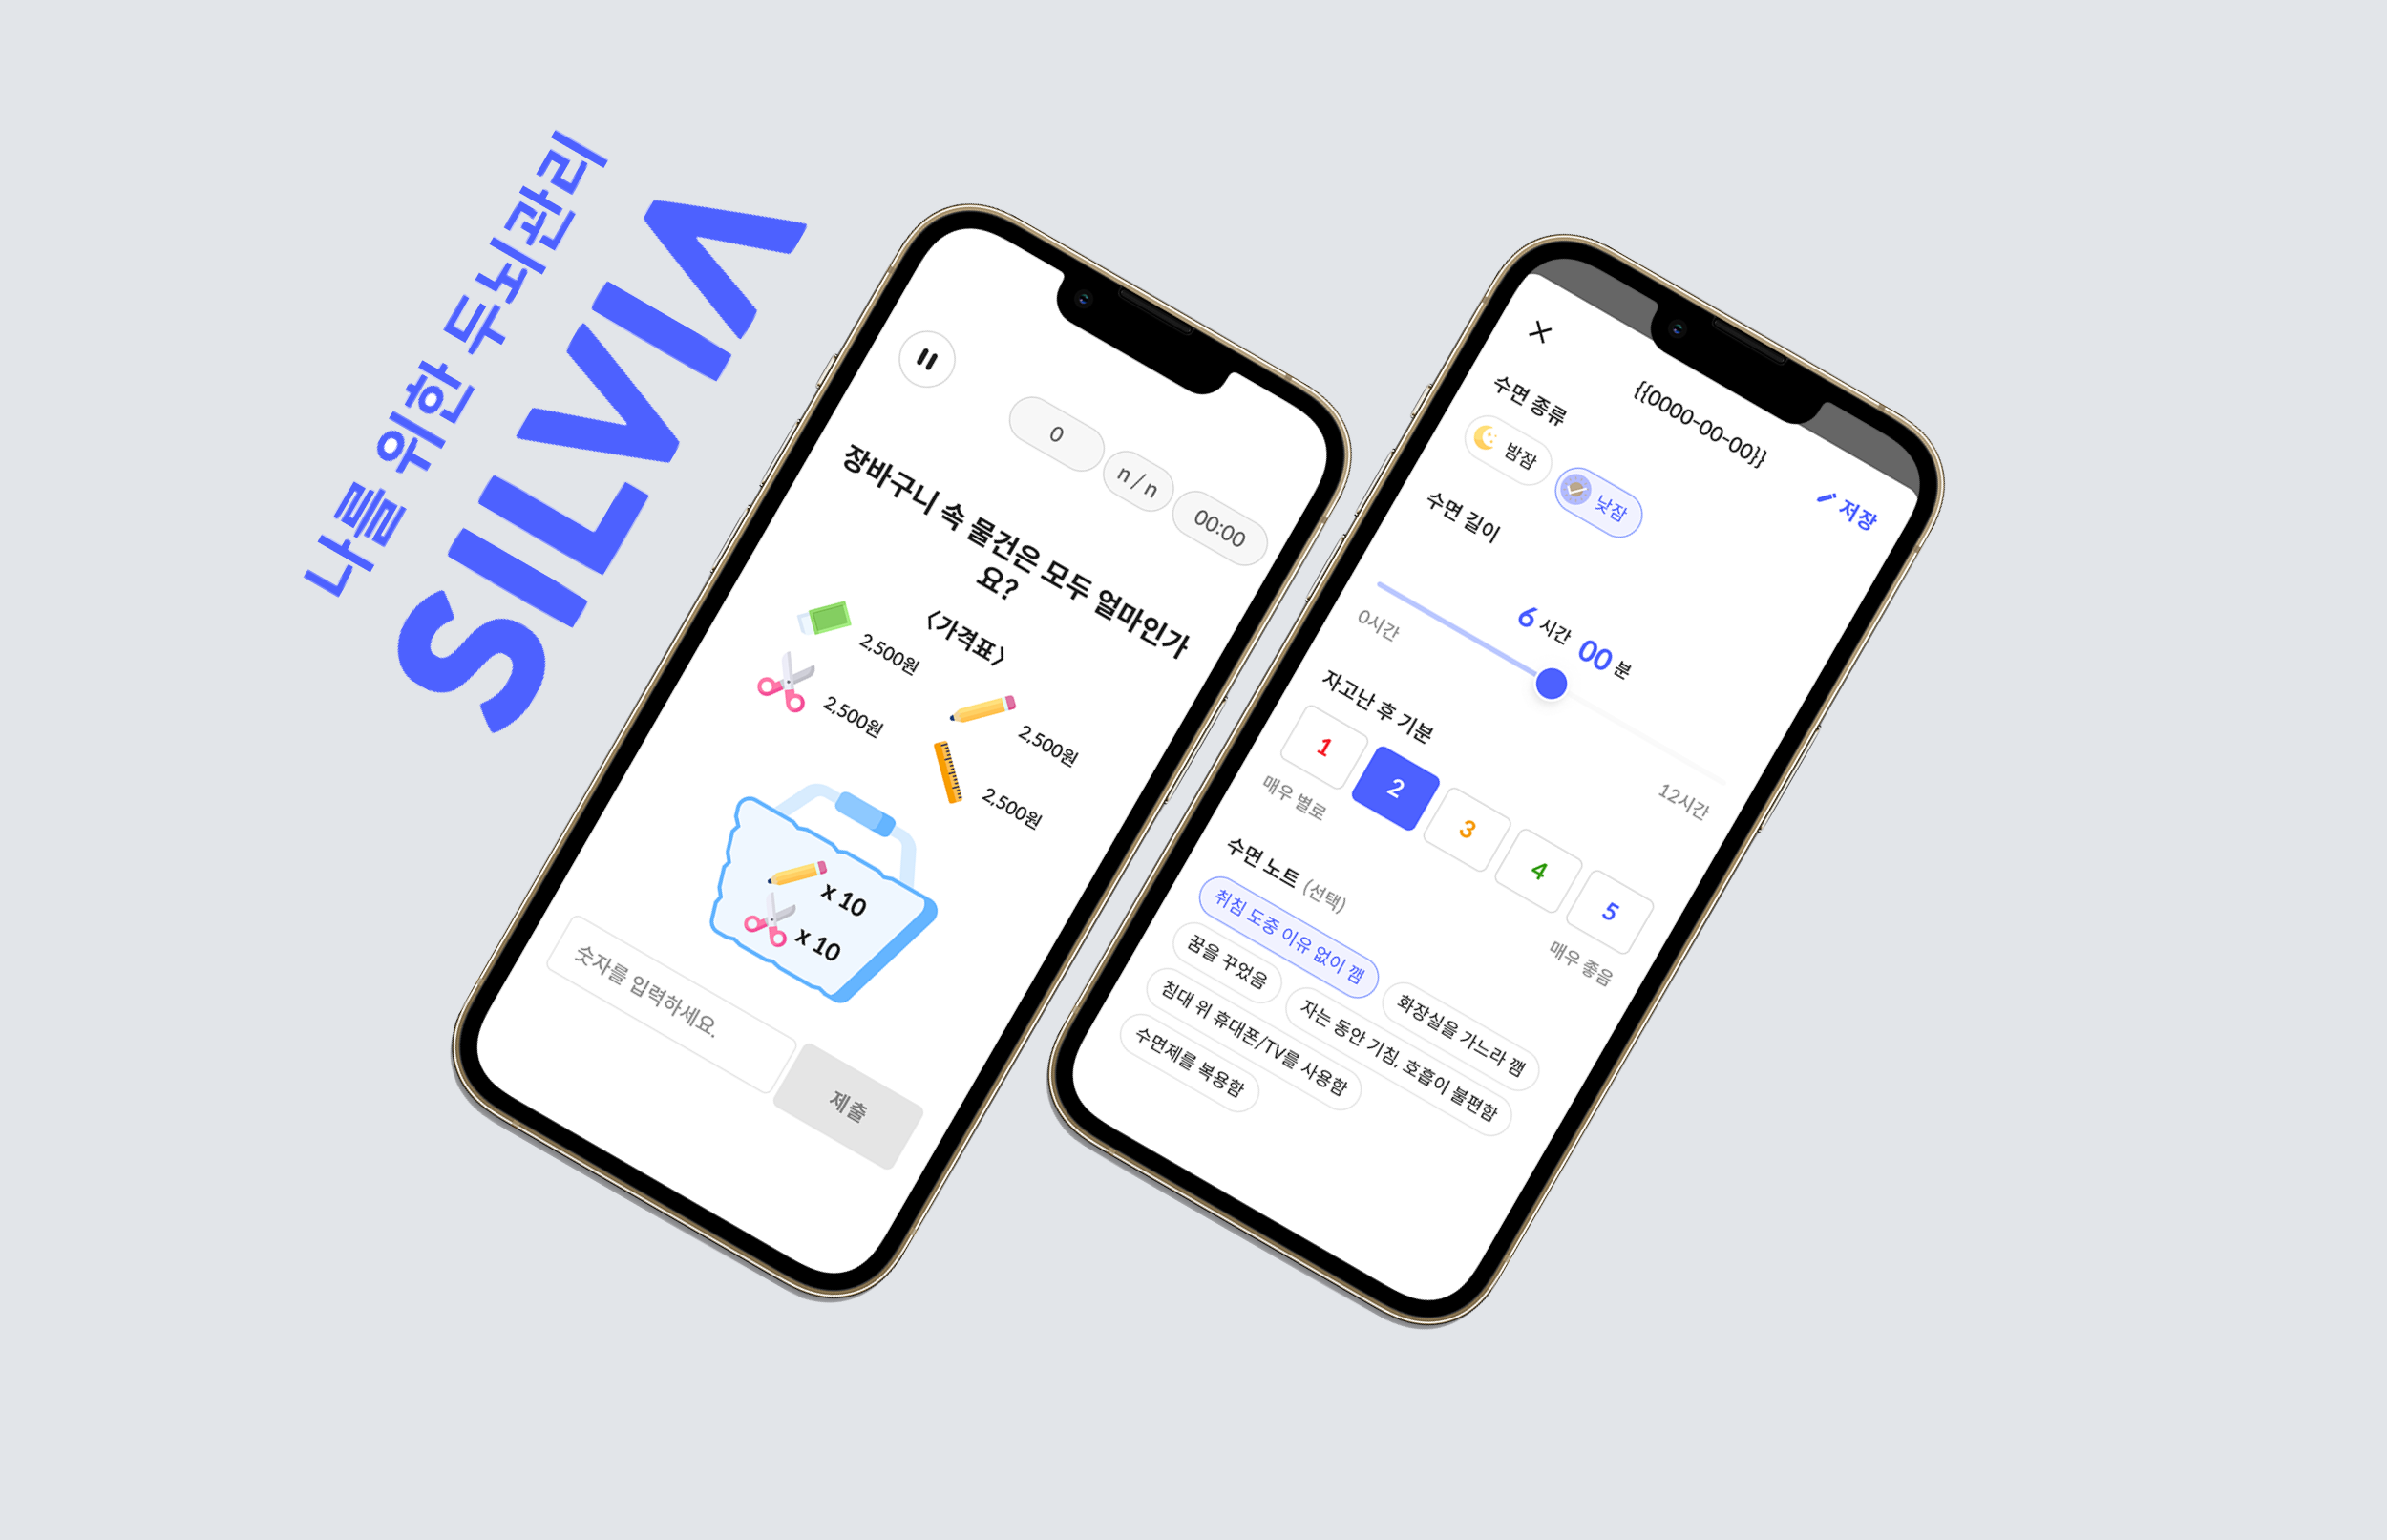 나를 위한 두뇌관리
SILVIA
0
n / n
00:00
장바구니 속 물건은 모두 얼마인가
요?
<가격표>
2,500원
2,500원
2,500원
2,500원
x 10
x 10
숫자를 입력하세요.
제출
{{0000-00-00}}
저장
수면 종류
밤잠
낮잠
수면 길이
6 시간 00 분
0시간
12시간
자고난 후 기분
1
2
3
4
5
매우 별로
매우 좋음
수면 노트 (선택)
취침 도중 이유 없이 깸
꿈을 꾸었음
화장실을 가느라 깸
침대 위 휴대폰/TV를 사용함
자는 동안 기침, 호흡이 불편함
수면제를 복용함